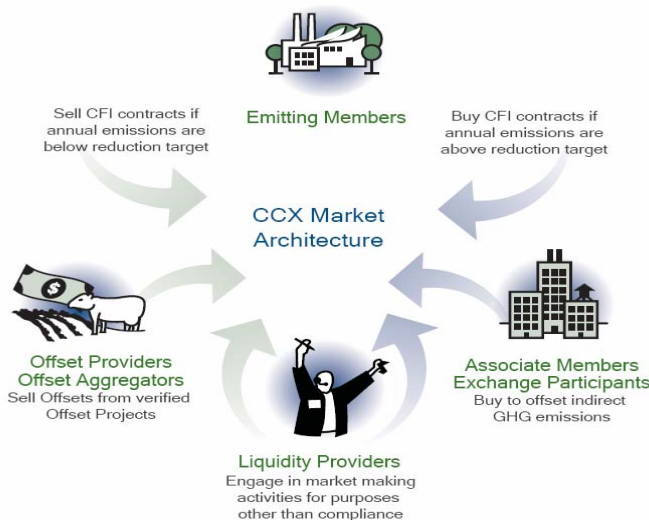 Emitting Members
Sell CFI contracts if
annual emissions are
below reduction target
Buy CFI contracts if
annual emissions are
above reduction target
CCX Market
Architecture
$
Offset Providers
Offset Aggregators
Sell Offsets from verified
Offset Projects
Associate Members
Exchange Participants
Buy to offset indirect
GHG emissions
Liquidity Providers
Engage in market making
activities for purposes
other than compliance